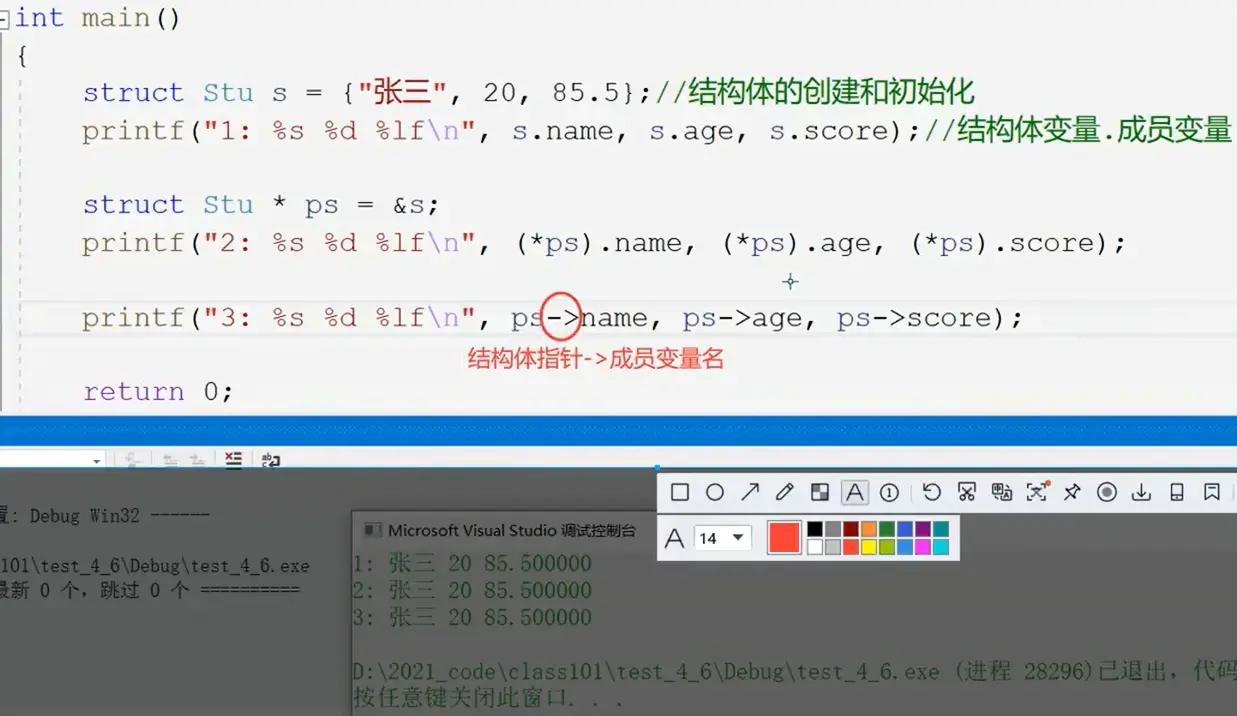 int main()
{
struct Stu s = {"张三", 20, 85.5};//结构体的创建和初始化
printf("1: %s %d %lf\n", s.name, s.age, s.score);//结构体变量.成员变量
struct Stu * ps = &s;
printf("2: %s %d %lf\n", (*ps).name, (*ps).age, (*ps).score);
printf("3: %s %d %lf\n", ps->name, ps->age, ps->score);
结构体指针->成员变量名
return 0;
置: Debug Win32 ------
101\test_4_6\Debug\test_4_6.exe
最新 0 个，跳过 0 个 ==========
A 14
Microsoft Visual Studio 调试控制台
1: 张三 20 85.500000
2: 张三 20 85.500000
3: 张三 20 85.500000
D:\2021_code\class101\test_4_6\Debug\test_4_6.exe (进程 28296)已退出，代码
按任意键关闭此窗口. . .